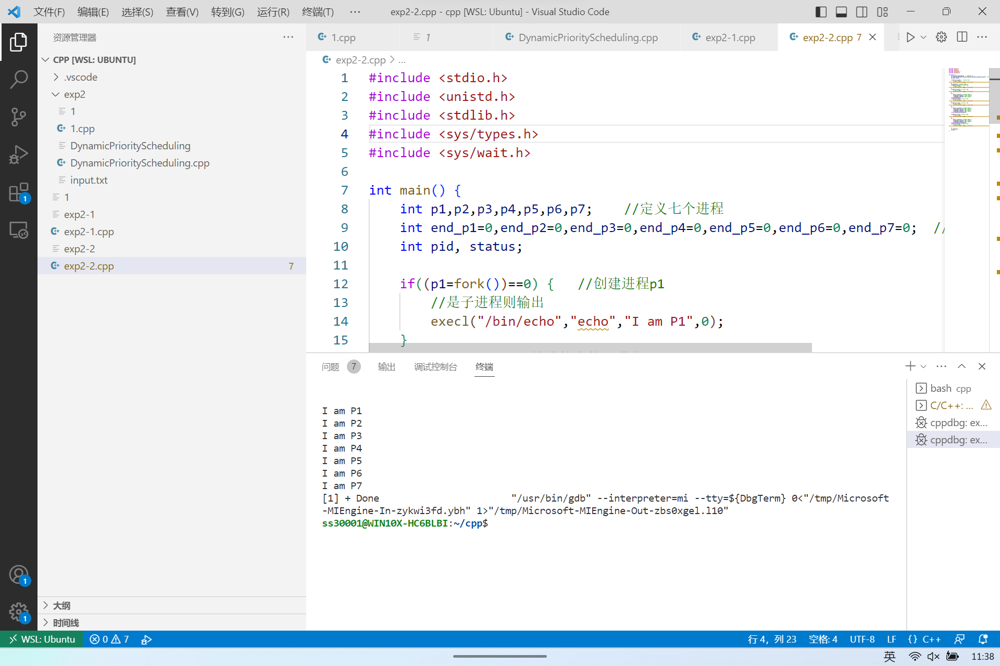 文件(F) 编辑(E) 选择(S) 查看(V) 转到(G) 运行(R) 终端(T) ··· exp2-2.cpp - cpp [WSL: Ubuntu] - Visual Studio Code
资源管理器 ···
CPP [WSL: UBUNTU]
.vscode
exp2
1
1.cpp
DynamicPriorityScheduling
DynamicPriorityScheduling.cpp
input.txt
1
exp2-1
exp2-1.cpp
exp2-2
exp2-2.cpp 7
大纲
时间线
1
1
1
1.cpp 1 DynamicPriorityScheduling.cpp exp2-1.cpp exp2-2.cpp 7
exp2-2.cpp > ...
1 #include <stdio.h>
2 #include <unistd.h>
3 #include <stdlib.h>
4 #include <sys/types.h>
5 #include <sys/wait.h>
6
7 int main() {
8 int p1,p2,p3,p4,p5,p6,p7; //定义七个进程
9 int end_p1=0,end_p2=0,end_p3=0,end_p4=0,end_p5=0,end_p6=0,end_p7=0; //
10 int pid, status;
11
12 if((p1=fork())==0) { //创建进程p1
13 //是子进程则输出
14 execl("/bin/echo","echo","I am P1",0);
15 }
问题 7 输出 调试控制台 终端
I am P1
I am P2
I am P3
I am P4
I am P5
I am P6
I am P7
[1] + Done "/usr/bin/gdb" --interpreter=mi --tty=${DbgTerm} 0<"/tmp/Microsoft
-MIEngine-In-zykwi3fd.ybh" 1>"/tmp/Microsoft-MIEngine-Out-zbs0xgel.l10"
ss30001@WIN10X-HC6BLBI:~/cpp$
bash cpp
C/C++: ...
cppdbg: ex...
cppdbg: ex...
WSL: Ubuntu 0 7 行 4，列 23 空格: 4 UTF-8 LF {} C++
英 11:38